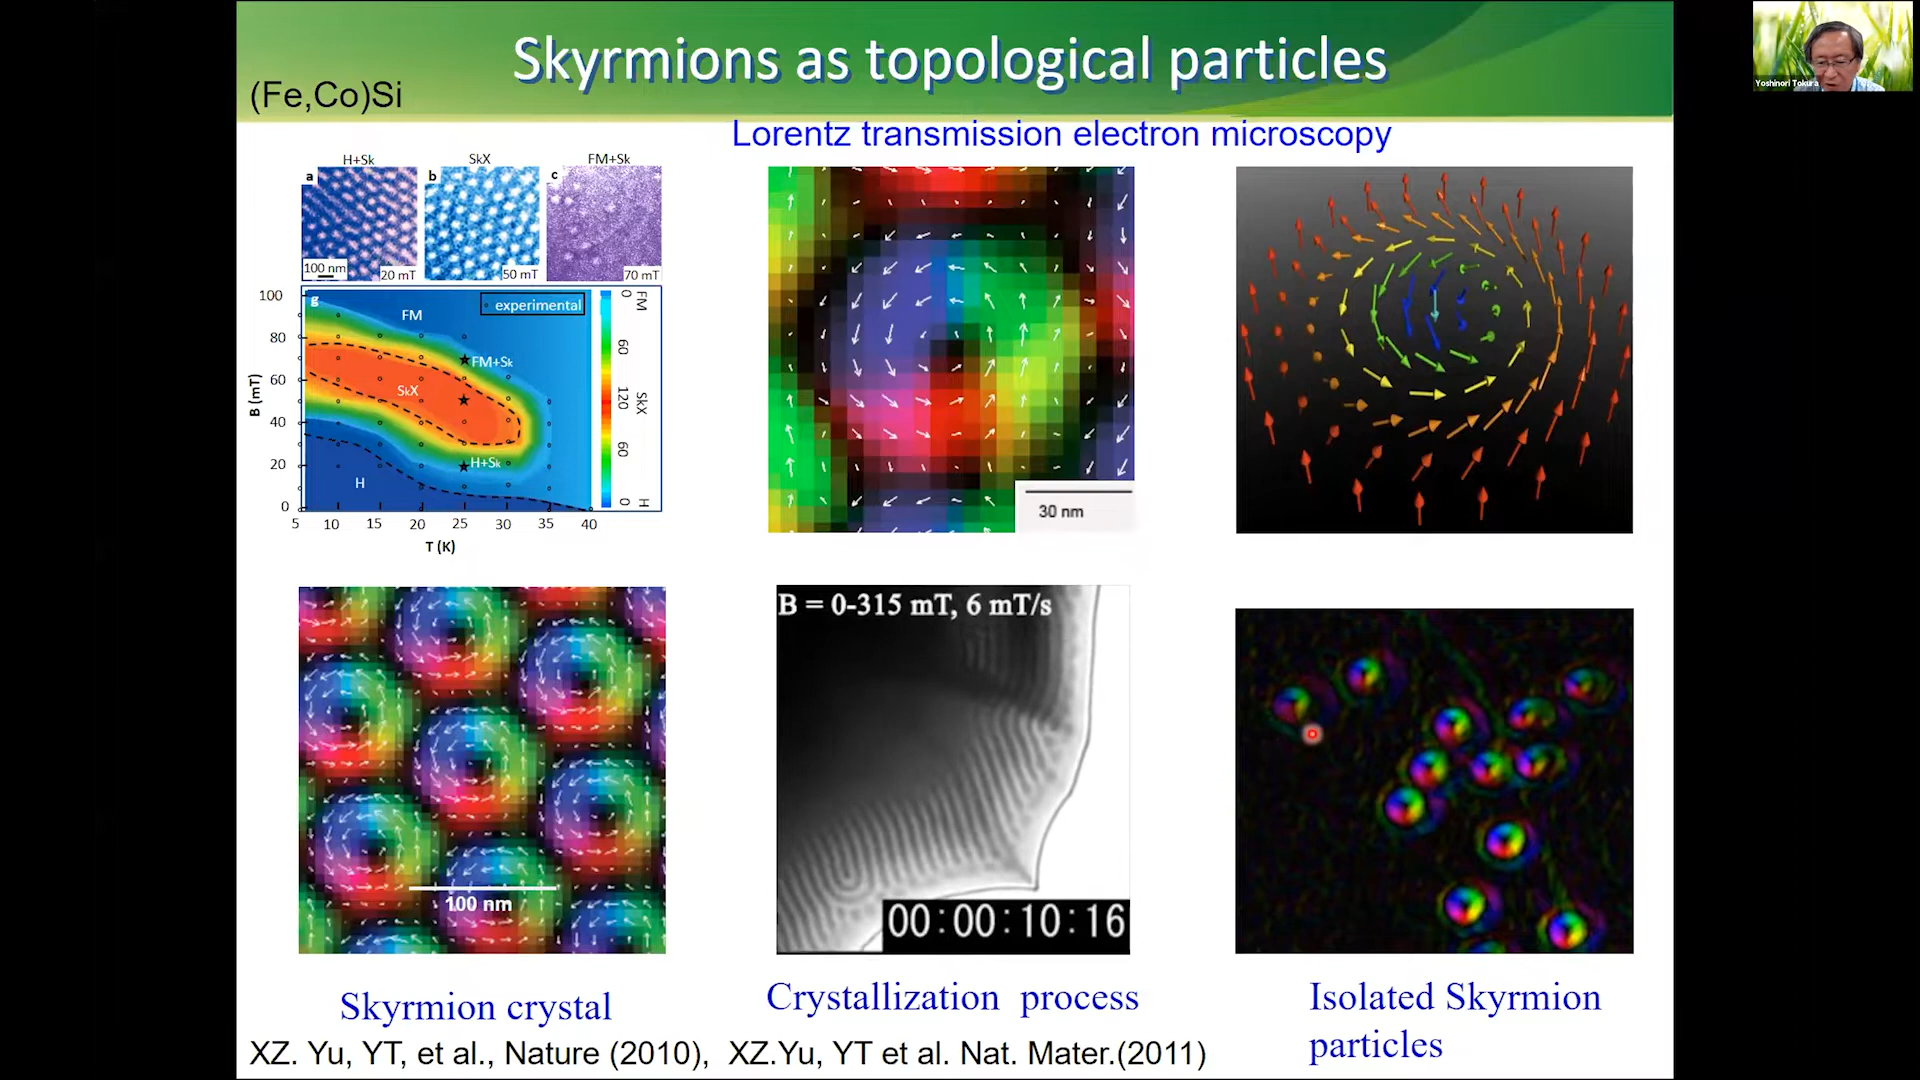 Skyrmions as topological particles
(Fe,Co)Si
Yoshinori Tokura
Lorentz transmission electron microscopy
H+Sk
SkX
FM+Sk
a
b
c
100 nm
20 mT
50 mT
70 mT
g
experimental
FM
FM+Sk
SkX
H+Sk
H
100
80
60
40
20
0
B (mT)
5 10 15 20 25 30 35 40
T (K)
0
60
120
60
0
FM
SkX
H
30 nm
100 nm
B = 0-315 mT, 6 mT/s
00:00:10:16
Skyrmion crystal
Crystallization process
Isolated Skyrmion
particles
XZ. Yu, YT, et al., Nature (2010), XZ.Yu, YT et al. Nat. Mater.(2011)